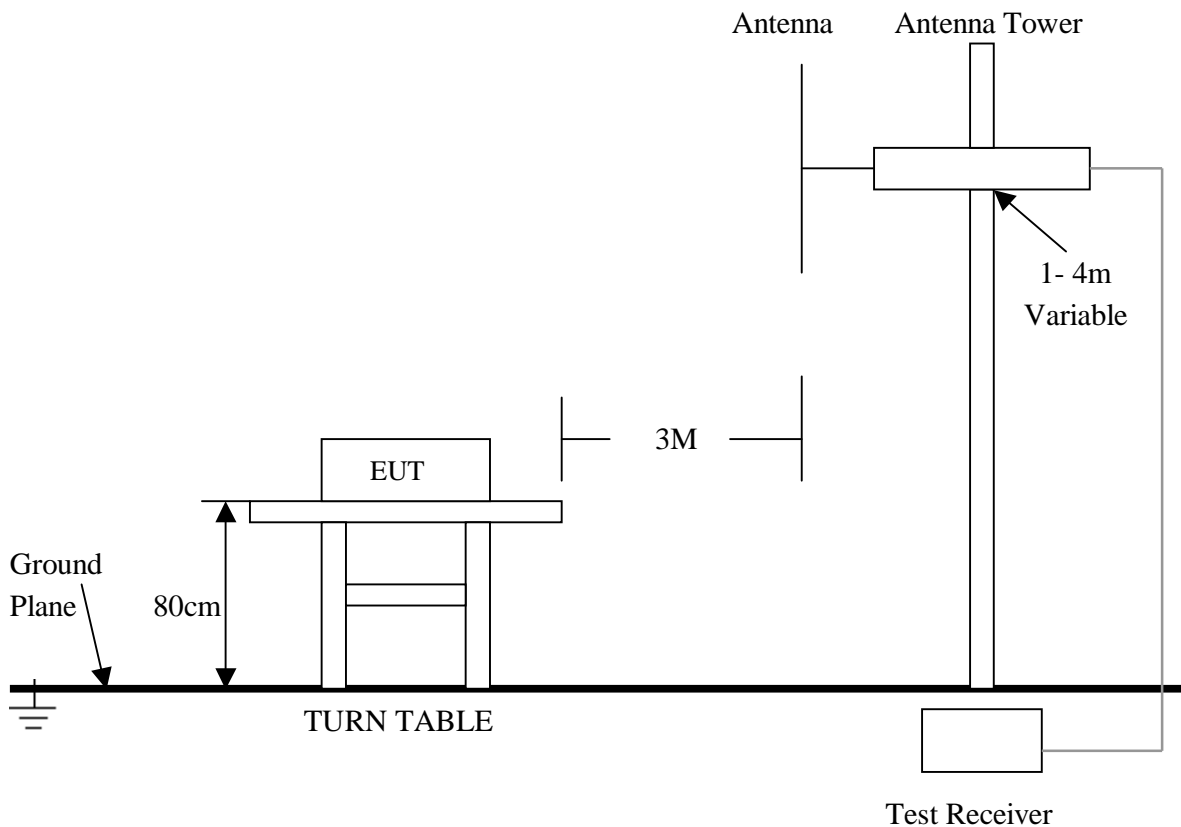 Antenna
Antenna Tower
1- 4m
Variable
3M
EUT
Ground
Plane
80cm
TURN TABLE
Test Receiver